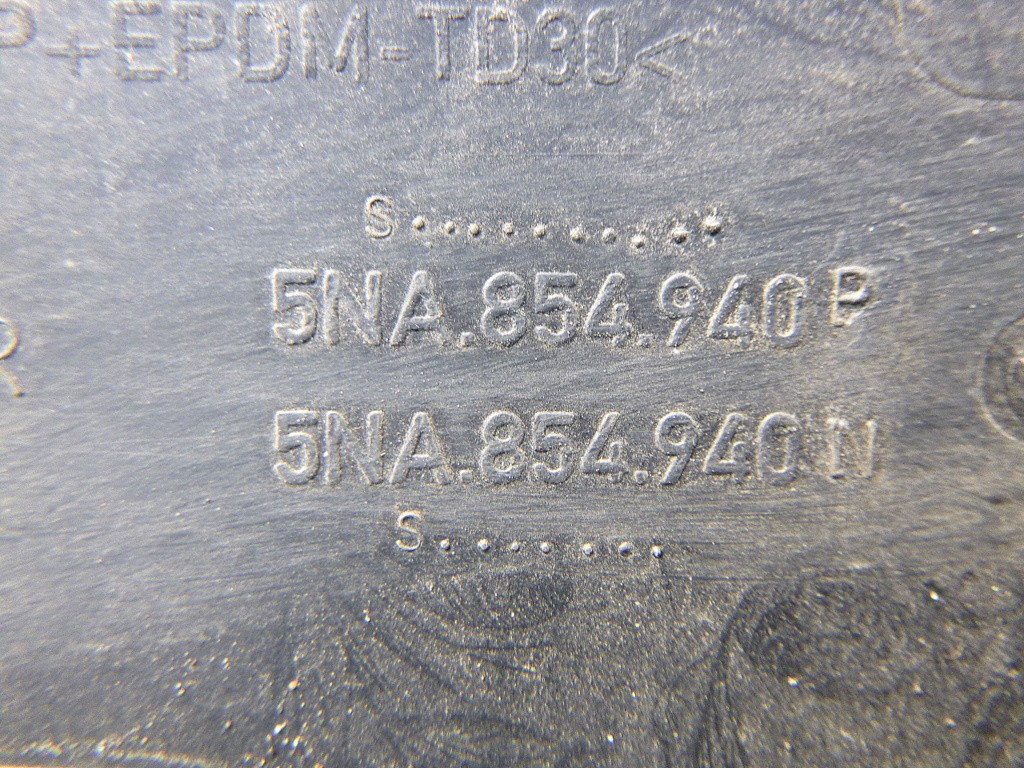 P+EPDM-TD30<
S............
5NA.854.940 P
R
5NA.854.940 N
S.......